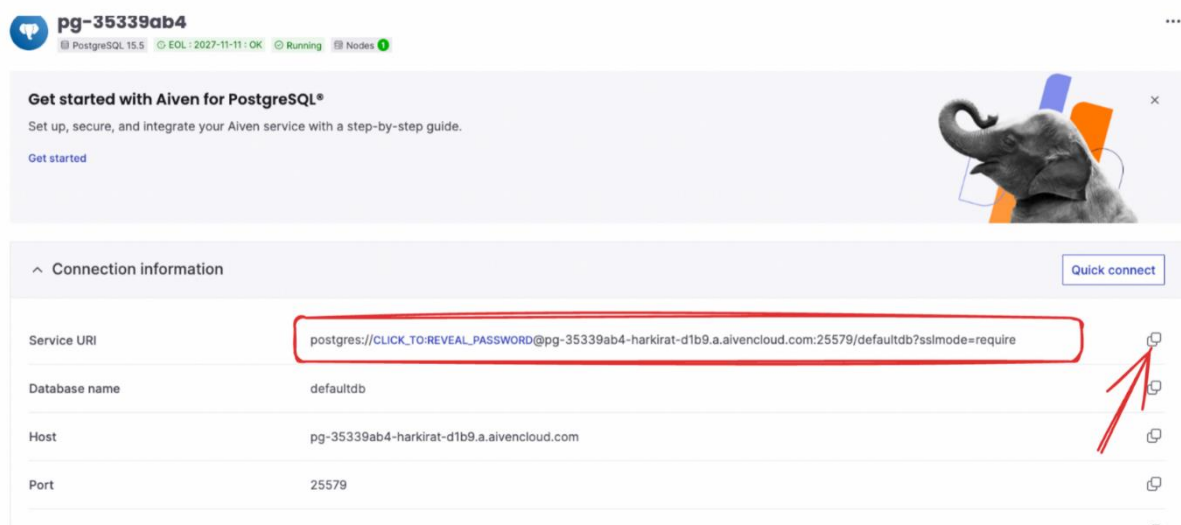 pg-35339ab4
PostgreSQL 15.5 EOL : 2027-11-11 : OK Running Nodes 1
Get started with Aiven for PostgreSQL®
Set up, secure, and integrate your Aiven service with a step-by-step guide.
Get started
Connection information
Quick connect
Service URI postgres://CLICK_TO:REVEAL_PASSWORD@pg-35339ab4-harkirat-d1b9.a.aivencloud.com:25579/defaultdb?sslmode=require
Database name defaultdb
Host pg-35339ab4-harkirat-d1b9.a.aivencloud.com
Port 25579